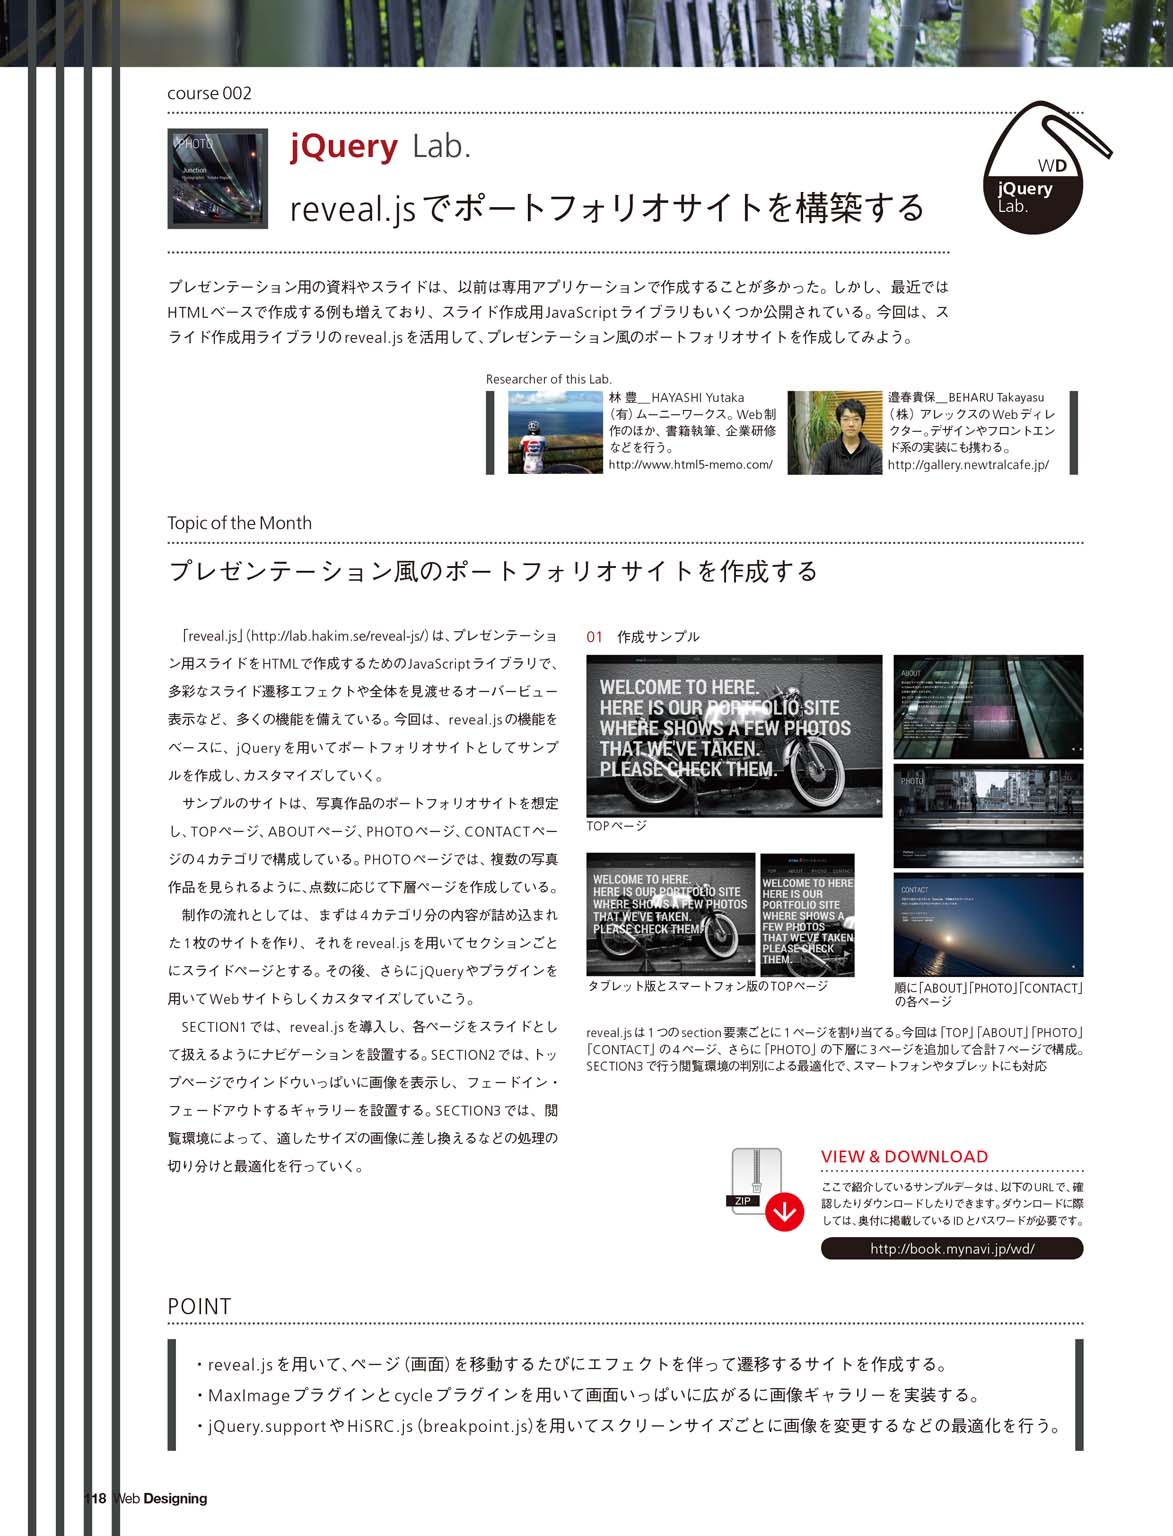 course 002
PHOTO
Junction
jQuery Lab.
reveal.jsでポートフォリオサイトを構築する
WD
jQuery
Lab.
プレゼンテーション用の資料やスライドは、以前は専用アプリケーションで作成することが多かった。しかし、最近では
HTMLベースで作成する例も増えており、スライド作成用JavaScriptライブラリもいくつか公開されている。今回は、ス
ライド作成用ライブラリのreveal.jsを活用して、プレゼンテーション風のポートフォリオサイトを作成してみよう。
Researcher of this Lab.
林 豊__HAYASHI Yutaka
（有）ムーニーワークス。Web制
作のほか、書籍執筆、企業研修
などを行う。
http://www.html5-memo.com/
邉春貴保__BEHARU Takayasu
（株）アレックスのWebディレ
クター。デザインやフロントエン
ド系の実装にも携わる。
http://gallery.newtralcafe.jp/
Topic of the Month
プレゼンテーション風のポートフォリオサイトを作成する
「reveal.js」（http://lab.hakim.se/reveal-js/）は、プレゼンテーショ
ン用スライドをHTMLで作成するためのJavaScriptライブラリで、
多彩なスライド遷移エフェクトや全体を見渡せるオーバービュー
表示など、多くの機能を備えている。今回は、reveal.jsの機能を
ベースに、jQueryを用いてポートフォリオサイトとしてサンプ
ルを作成し、カスタマイズしていく。
サンプルのサイトは、写真作品のポートフォリオサイトを想定
し、TOPページ、ABOUTページ、PHOTOページ、CONTACTペー
ジの4カテゴリで構成している。PHOTOページでは、複数の写真
作品を見られるように、点数に応じて下層ページを作成している。
制作の流れとしては、まずは4カテゴリ分の内容が詰め込まれ
た1枚のサイトを作り、それをreveal.jsを用いてセクションごと
にスライドページとする。その後、さらにjQueryやプラグインを
用いてWebサイトらしくカスタマイズしていこう。
SECTION1では、reveal.jsを導入し、各ページをスライドとし
て扱えるようにナビゲーションを設置する。SECTION2では、トッ
プページでウインドウいっぱいに画像を表示し、フェードイン・
フェードアウトするギャラリーを設置する。SECTION3では、閲
覧環境によって、適したサイズの画像に差し換えるなどの処理の
切り分けと最適化を行っていく。
01 作成サンプル
WELCOME TO HERE.
HERE IS OUR PORTFOLIO SITE
WHERE SHOWS A FEW PHOTOS
THAT WE'VE TAKEN.
PLEASE CHECK THEM.
TOPページ
WELCOME TO HERE.
HERE IS OUR PORTFOLIO SITE
WHERE SHOWS A FEW PHOTOS
THAT WE'VE TAKEN.
PLEASE CHECK THEM.
TOP ABOUT PHOTO CONTACT
WELCOME TO HERE
HERE IS OUR
PORTFOLIO SITE
WHERE SHOWS A
FEW PHOTOS
THAT WE'VE TAKEN
PLEASE CHECK
THEM.
タブレット版とスマートフォン版のTOPページ
ABOUT
PHOTO
CONTACT
順に「ABOUT」「PHOTO」「CONTACT」
の各ページ
reveal.jsは1つのsection要素ごとに1ページを割り当てる。今回は「TOP」「ABOUT」「PHOTO」
「CONTACT」の4ページ、さらに「PHOTO」の下層に3ページを追加して合計7ページで構成。
SECTION3で行う閲覧環境の判別による最適化で、スマートフォンやタブレットにも対応
ZIP
VIEW & DOWNLOAD
ここで紹介しているサンプルデータは、以下のURLで、確
認したりダウンロードしたりできます。ダウンロードに際
しては、奥付に掲載しているIDとパスワードが必要です。
http://book.mynavi.jp/wd/
POINT
・reveal.jsを用いて、ページ（画面）を移動するたびにエフェクトを伴って遷移するサイトを作成する。
・MaxImageプラグインとcycleプラグインを用いて画面いっぱいに広がるに画像ギャラリーを実装する。
・jQuery.supportやHiSRC.js（breakpoint.js）を用いてスクリーンサイズごとに画像を変更するなどの最適化を行う。
118 Web Designing